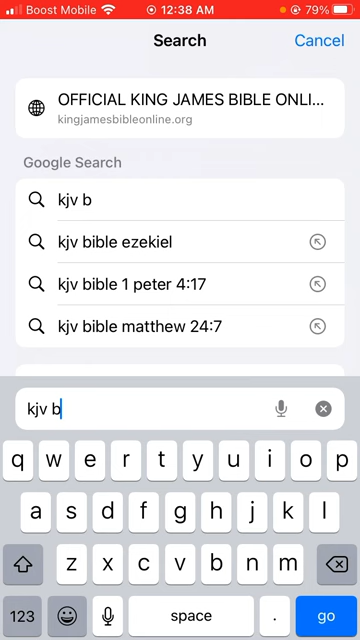 Boost Mobile 12:38 AM 79%
Search Cancel
OFFICIAL KING JAMES BIBLE ONLI...
kingjamesbibleonline.org
Google Search
kjv b
kjv bible ezekiel
kjv bible 1 peter 4:17
kjv bible matthew 24:7
kjv b
q w e r t y u i o p
a s d f g h j k l
z x c v b n m
123 space . go